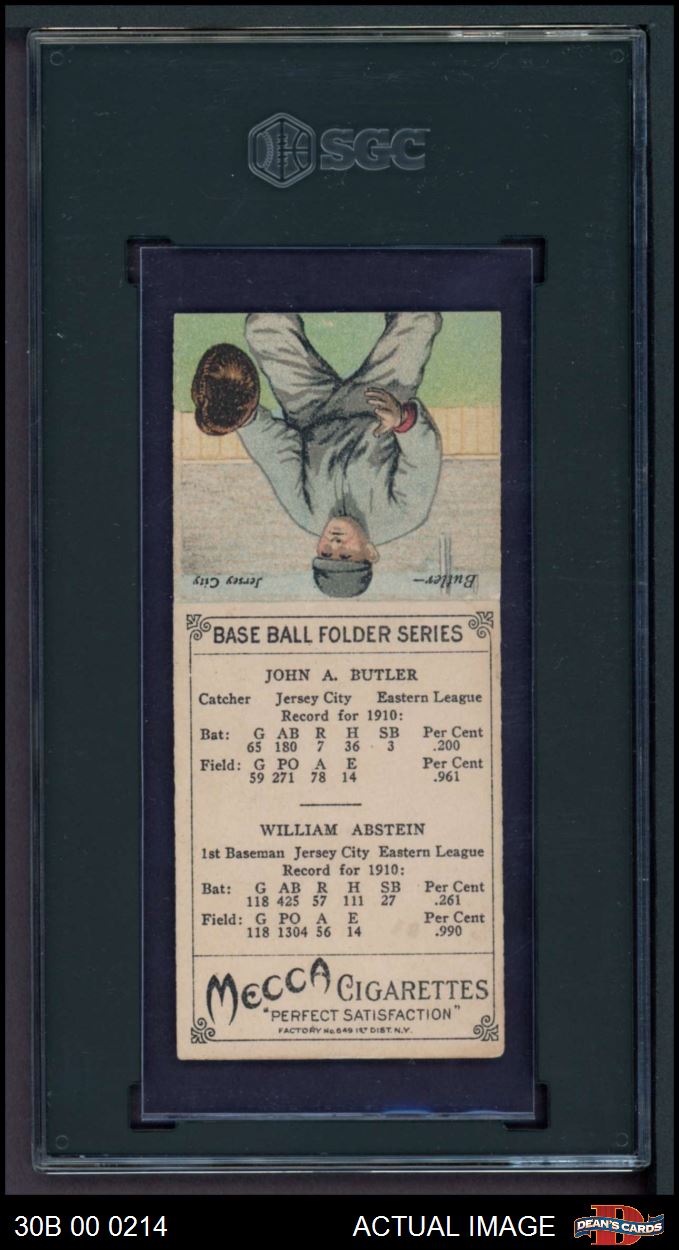 SGC
Butler— Jersey City
BASE BALL FOLDER SERIES
JOHN A. BUTLER
Catcher Jersey City Eastern League
Record for 1910:
Bat: G AB R H SB Per Cent
65 180 7 36 3 .200
Field: G PO A E Per Cent
59 271 78 14 .961
WILLIAM ABSTEIN
1st Baseman Jersey City Eastern League
Record for 1910:
Bat: G AB R H SB Per Cent
118 425 57 111 27 .261
Field: G PO A E Per Cent
118 1304 56 14 .990
MECCA CIGARETTES
"PERFECT SATISFACTION"
FACTORY No. 649 1ST DIST. N.Y.
30B 00 0214 ACTUAL IMAGE DEAN'S CARDS